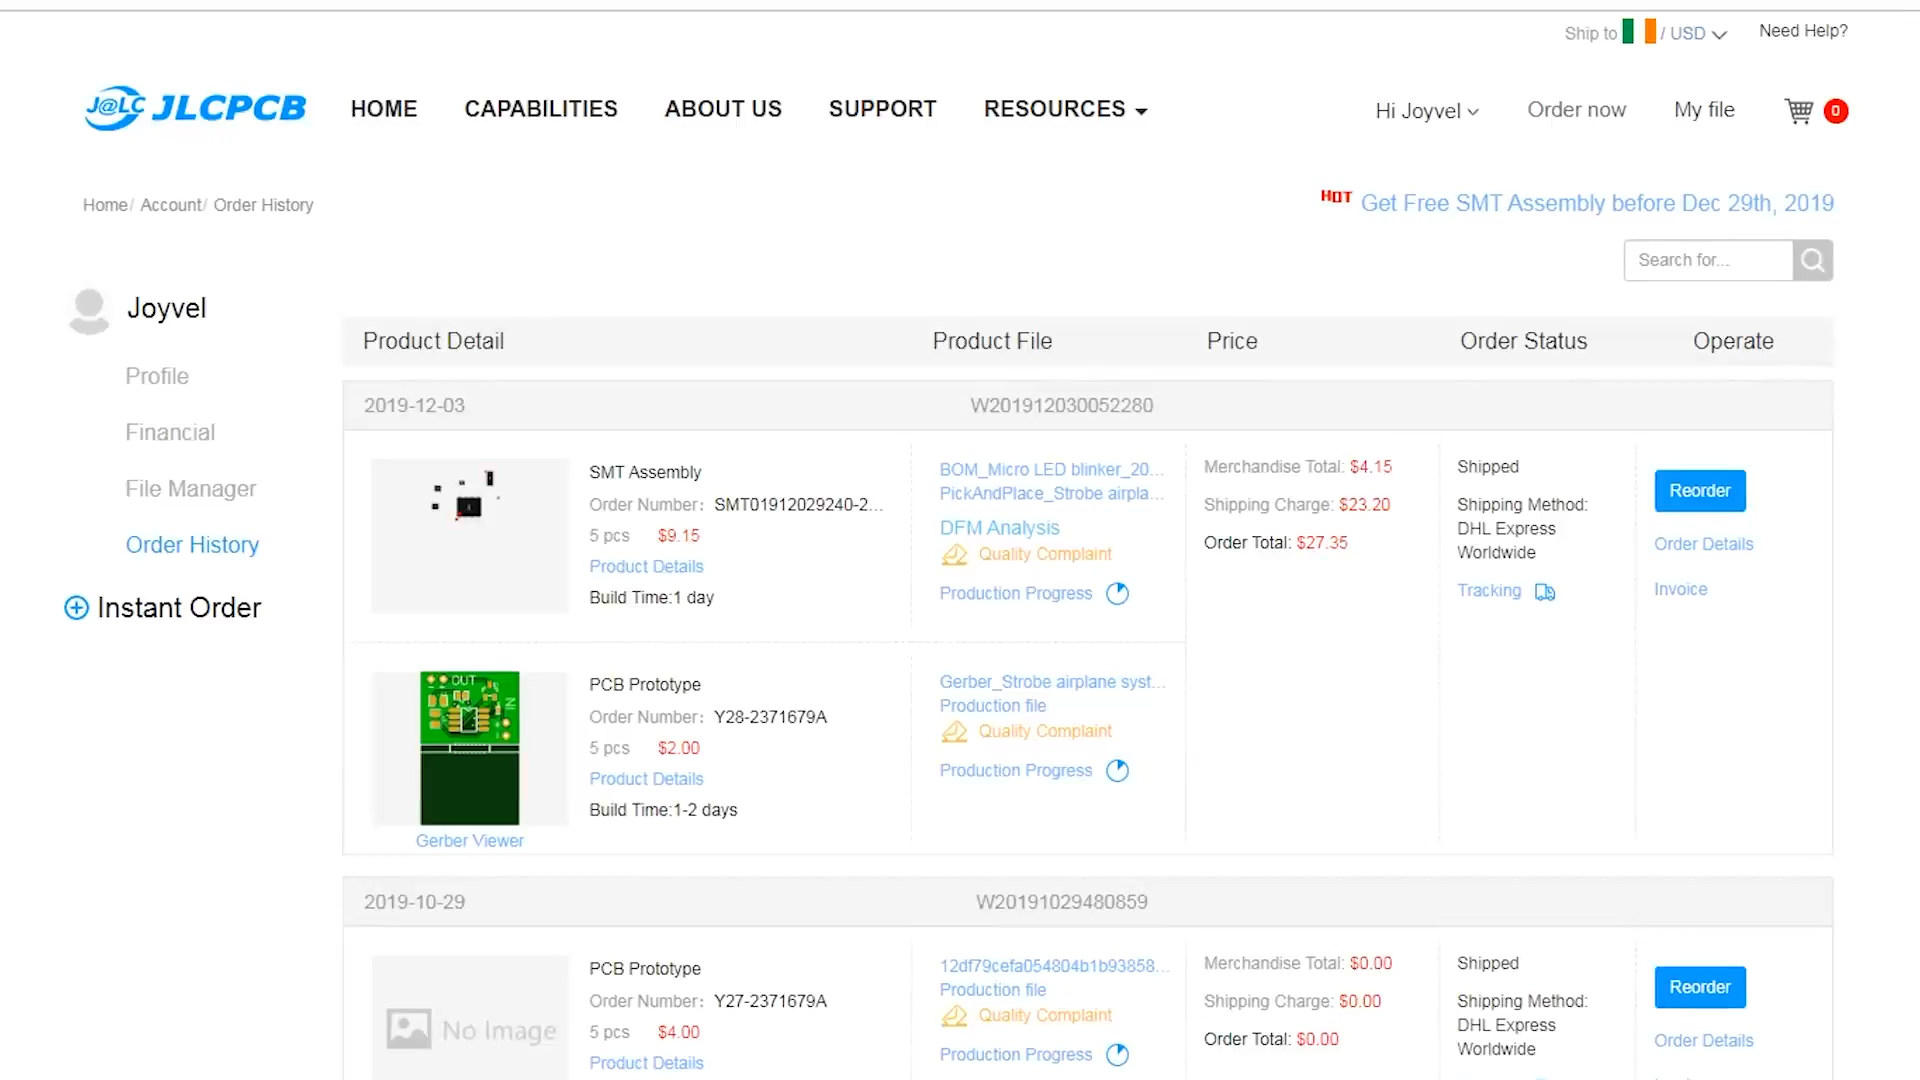 Ship to / USD Need Help?
J@LC JLCPCB HOME CAPABILITIES ABOUT US SUPPORT RESOURCES Hi Joyvel Order now My file 0
Home/ Account/ Order History
HOT Get Free SMT Assembly before Dec 29th, 2019
Search for...
Joyvel
Profile
Financial
File Manager
Order History
Instant Order
Product Detail Product File Price Order Status Operate
2019-12-03 W201912030052280
SMT Assembly
Order Number: SMT01912029240-2...
5 pcs $9.15
Product Details
Build Time:1 day
BOM_Micro LED blinker_20...
PickAndPlace_Strobe airpla...
DFM Analysis
Quality Complaint
Production Progress
Merchandise Total: $4.15
Shipping Charge: $23.20
Order Total: $27.35
Shipped
Shipping Method:
DHL Express
Worldwide
Tracking
Reorder
Order Details
Invoice
OUT
IN
Gerber Viewer
PCB Prototype
Order Number: Y28-2371679A
5 pcs $2.00
Product Details
Build Time:1-2 days
Gerber_Strobe airplane syst...
Production file
Quality Complaint
Production Progress
2019-10-29 W20191029480859
No Image
PCB Prototype
Order Number: Y27-2371679A
5 pcs $4.00
Product Details
12df79cefa054804b1b93858...
Production file
Quality Complaint
Production Progress
Merchandise Total: $0.00
Shipping Charge: $0.00
Order Total: $0.00
Shipped
Shipping Method:
DHL Express
Worldwide
Reorder
Order Details